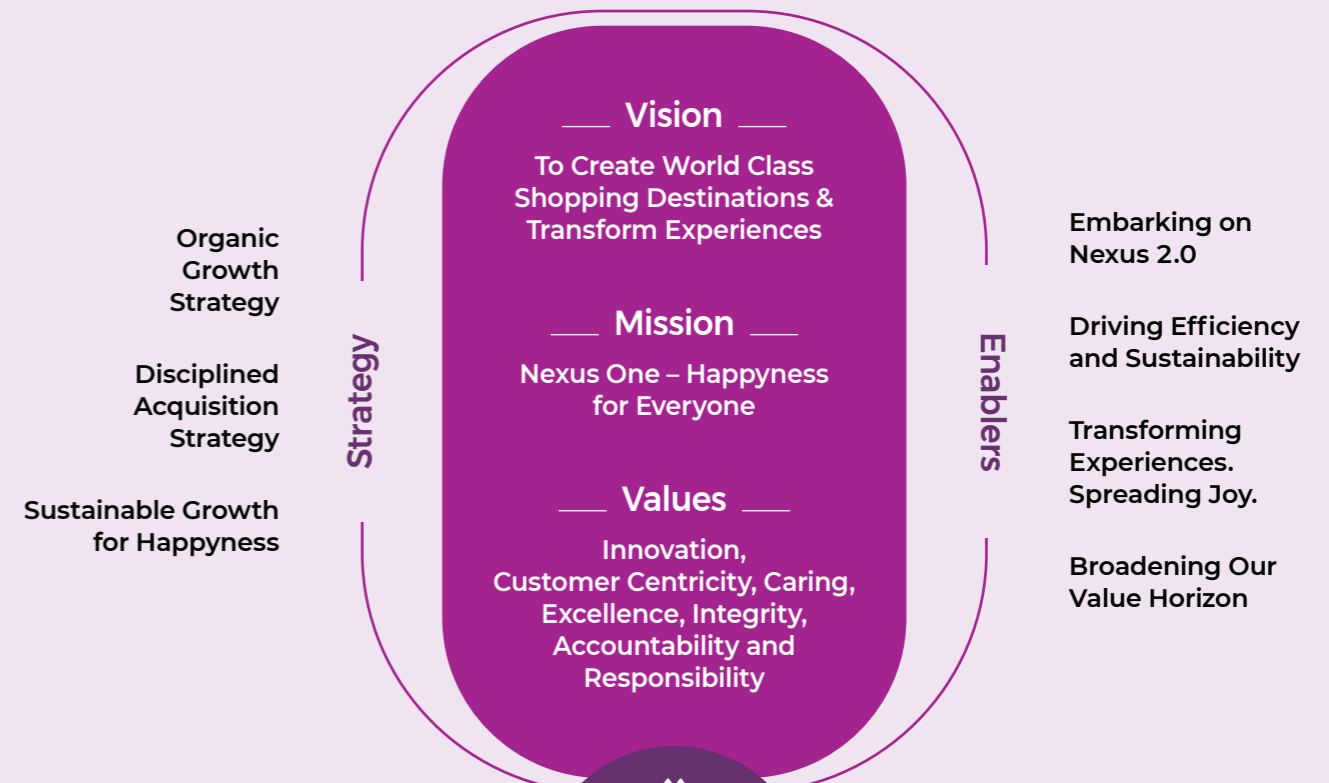 Organic
Growth
Strategy
Disciplined
Acquisition
Strategy
Sustainable Growth
for Happyness
Strategy
Vision
To Create World Class
Shopping Destinations &
Transform Experiences
Mission
Nexus One – Happyness
for Everyone
Values
Innovation,
Customer Centricity, Caring,
Excellence, Integrity,
Accountability and
Responsibility
Enablers
Embarking on
Nexus 2.0
Driving Efficiency
and Sustainability
Transforming
Experiences.
Spreading Joy.
Broadening Our
Value Horizon